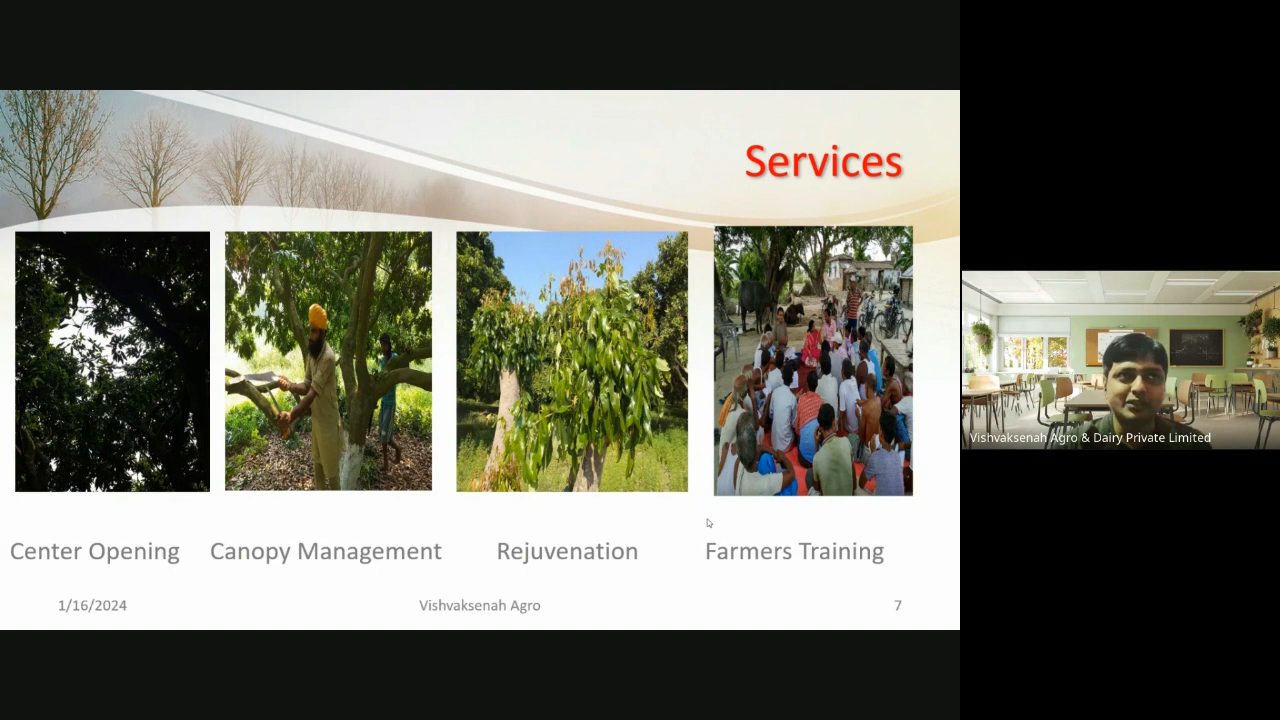 Services
Center Opening
Canopy Management
Rejuvenation
Farmers Training
1/16/2024
Vishvaksenah Agro
7
Vishvaksenah Agro & Dairy Private Limited